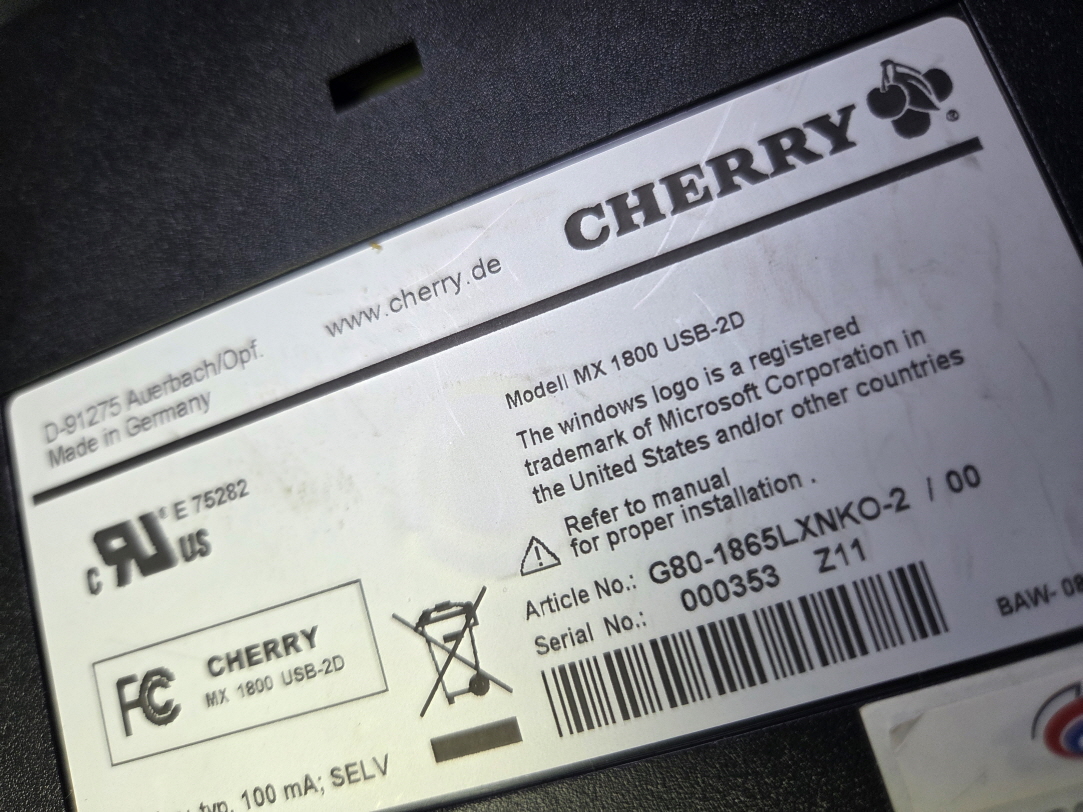 CHERRY ®
www.cherry.de
D-91275 Auerbach/Opf.
Made in Germany
Modell MX 1800 USB-2D
The windows logo is a registered
trademark of Microsoft Corporation in
the United States and/or other countries
Refer to manual
for proper installation .
Article No.: G80-1865LXNKO-2 / 00
Serial No.: 000353 Z11
BAW- 08
c RU ® US E 75282
FC CHERRY
MX 1800 USB-2D
typ. 100 mA; SELV